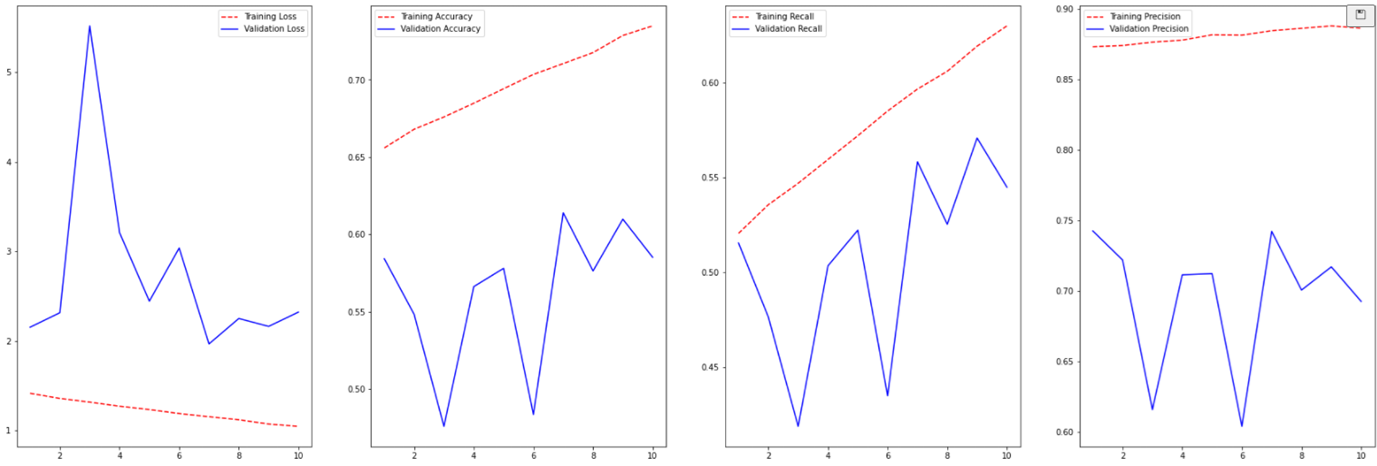 Training Loss
Validation Loss
5
4
3
2
1
2 4 6 8 10
Training Accuracy
Validation Accuracy
0.70
0.65
0.60
0.55
0.50
2 4 6 8 10
Training Recall
Validation Recall
0.60
0.55
0.50
0.45
2 4 6 8 10
Training Precision
Validation Precision
0.90
0.85
0.80
0.75
0.70
0.65
0.60
2 4 6 8 10